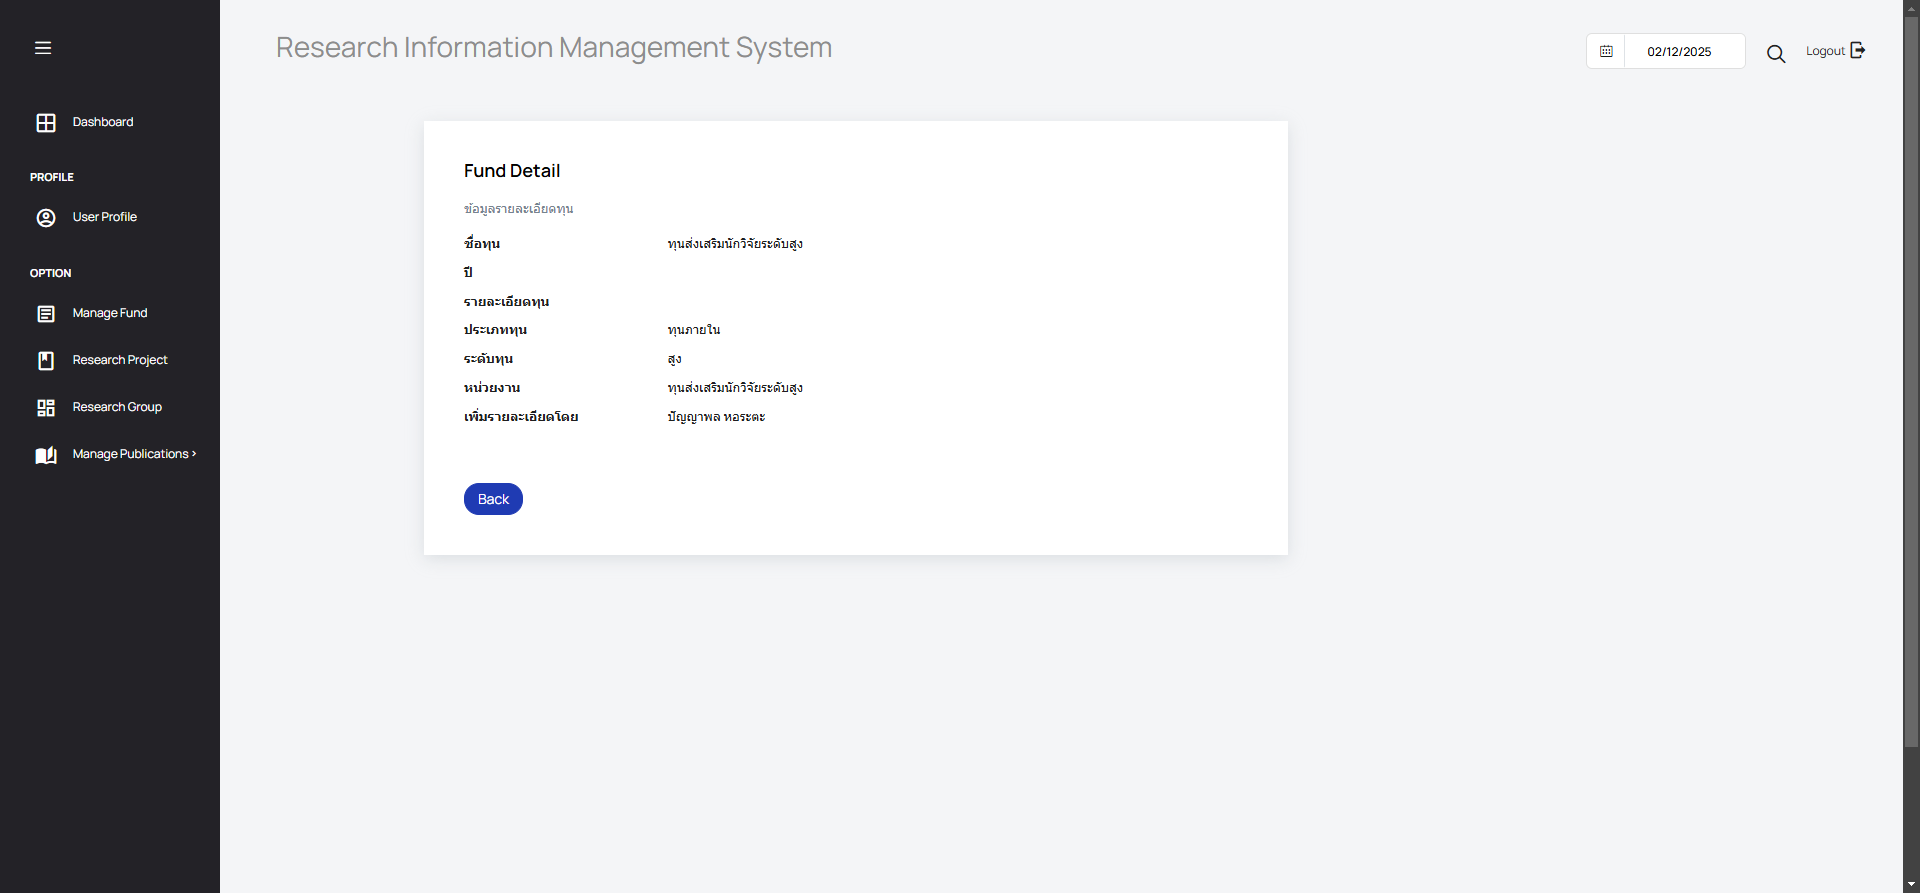 Research Information Management System
02/12/2025
Logout
Dashboard
PROFILE
User Profile
OPTION
Manage Fund
Research Project
Research Group
Manage Publications >
Fund Detail
ข้อมูลรายละเอียดทุน
ชื่อทุน ทุนส่งเสริมนักวิจัยระดับสูง
ปี
รายละเอียดทุน
ประเภททุน ทุนภายใน
ระดับทุน สูง
หน่วยงาน ทุนส่งเสริมนักวิจัยระดับสูง
เพิ่มรายละเอียดโดย ปัญญาพล หอระตะ
Back